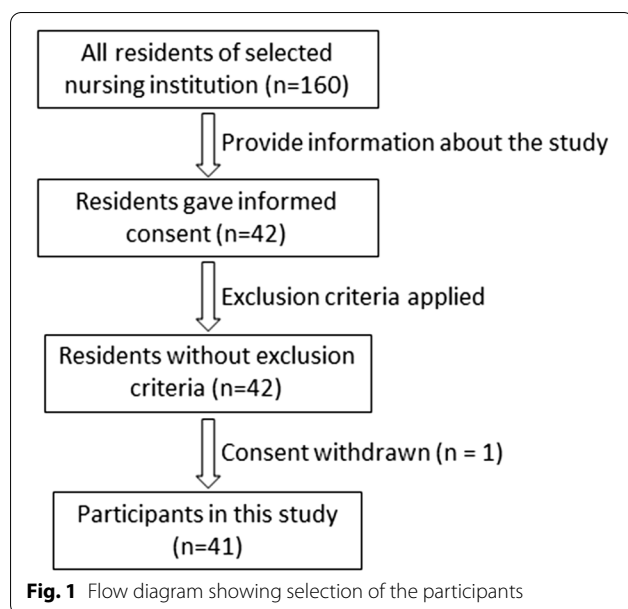 All residents of selected
nursing institution (n=160)
Provide information about the study
Residents gave informed
consent (n=42)
Exclusion criteria applied
Residents without exclusion
criteria (n=42)
Consent withdrawn (n = 1)
Participants in this study
(n=41)
Fig. 1 Flow diagram showing selection of the participants